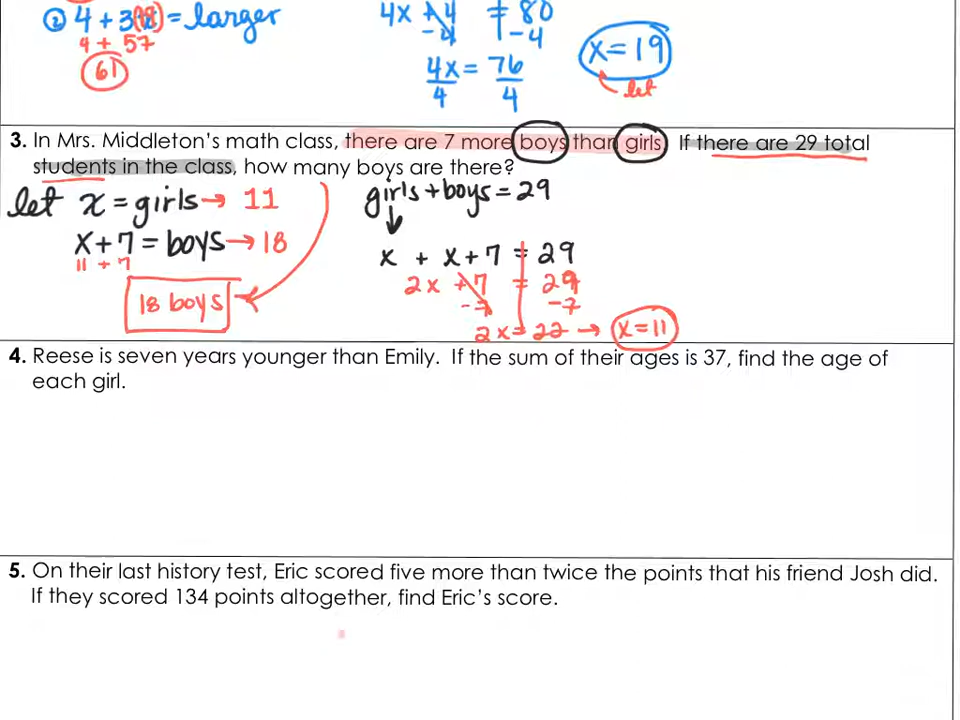 ② 4 + 3(19) = larger
4 + 57
61
4x + 4 = 80
-4 -4
4x = 76
4 4
x = 19
let
3. In Mrs. Middleton's math class, there are 7 more boys than girls. If there are 29 total
students in the class, how many boys are there?
let x = girls → 11
x + 7 = boys → 18
11 + 7
18 boys
girls + boys = 29
x + x + 7 = 29
2x + 7 = 29
-7 -7
2x = 22 → x = 11
4. Reese is seven years younger than Emily. If the sum of their ages is 37, find the age of
each girl.
5. On their last history test, Eric scored five more than twice the points that his friend Josh did.
If they scored 134 points altogether, find Eric's score.